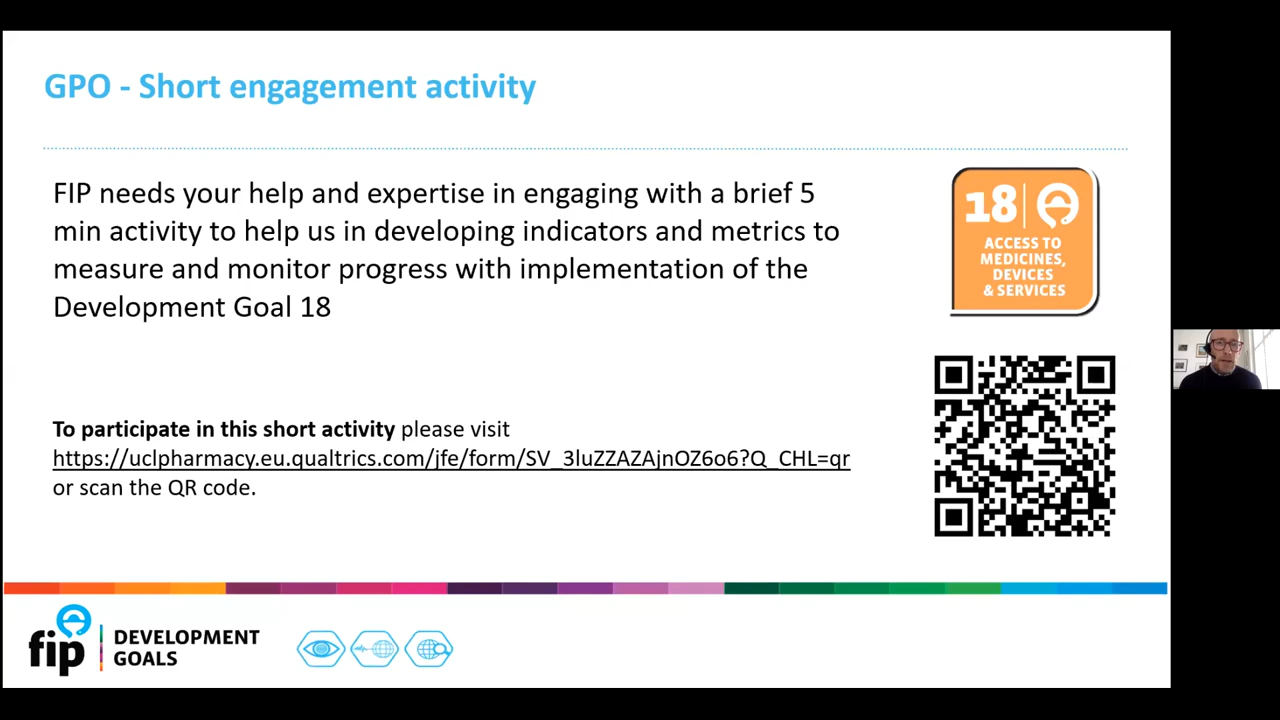 GPO - Short engagement activity
FIP needs your help and expertise in engaging with a brief 5
min activity to help us in developing indicators and metrics to
measure and monitor progress with implementation of the
Development Goal 18
18
ACCESS TO
MEDICINES,
DEVICES
& SERVICES
To participate in this short activity please visit
https://uclpharmacy.eu.qualtrics.com/jfe/form/SV_3luZZAZAjnOZ6o6?Q_CHL=qr
or scan the QR code.
fip
DEVELOPMENT
GOALS